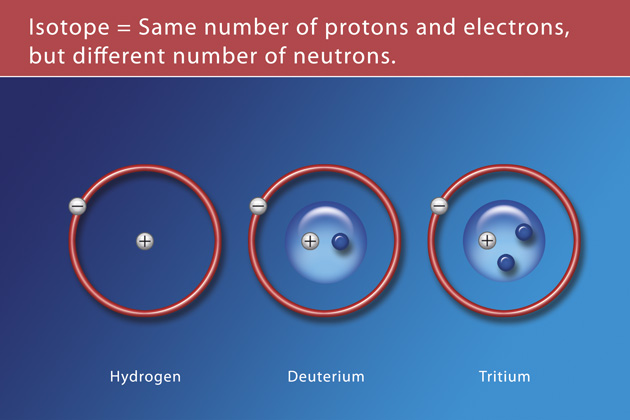 Isotope = Same number of protons and electrons,
but different number of neutrons.
− − −
+ + +
Hydrogen Deuterium Tritium